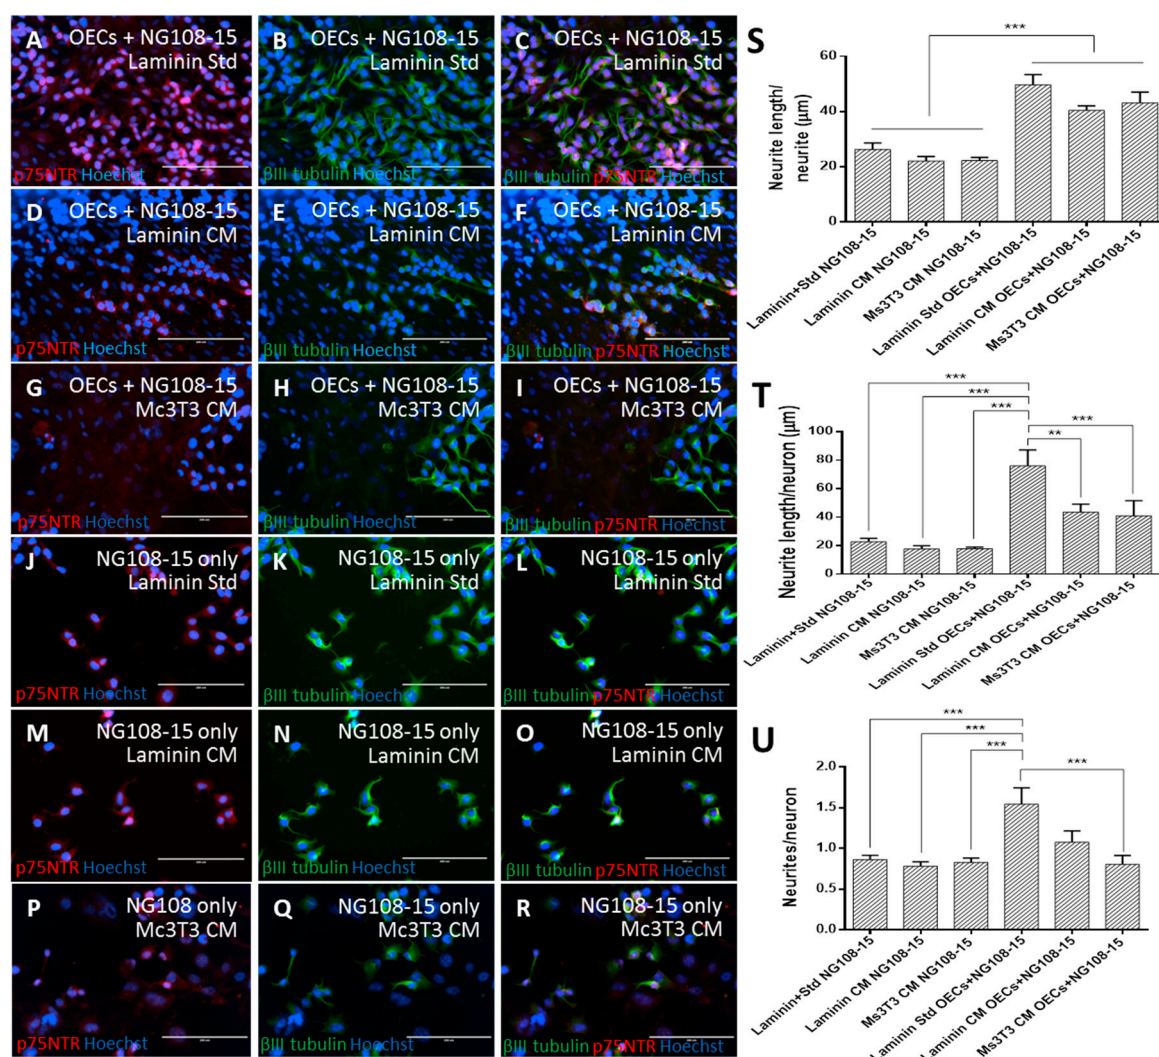 A OECs + NG108-15
Laminin Std
p75NTR Hoechst
B OECs + NG108-15
Laminin Std
βIII tubulin Hoechst
C OECs + NG108-15
Laminin Std
βIII tubulin p75NTR Hoechst
D OECs + NG108-15
Laminin CM
p75NTR Hoechst
E OECs + NG108-15
Laminin CM
βIII tubulin Hoechst
F OECs + NG108-15
Laminin CM
βIII tubulin p75NTR Hoechst
G OECs + NG108-15
Mc3T3 CM
p75NTR Hoechst
H OECs + NG108-15
Mc3T3 CM
βIII tubulin Hoechst
I OECs + NG108-15
Mc3T3 CM
βIII tubulin p75NTR Hoechst
J NG108-15 only
Laminin Std
p75NTR Hoechst
K NG108-15 only
Laminin Std
βIII tubulin Hoechst
L NG108-15 only
Laminin Std
βIII tubulin p75NTR Hoechst
M NG108-15 only
Laminin CM
p75NTR Hoechst
N NG108-15 only
Laminin CM
βIII tubulin Hoechst
O NG108-15 only
Laminin CM
βIII tubulin p75NTR Hoechst
P NG108 only
Mc3T3 CM
p75NTR Hoechst
Q NG108-15 only
Mc3T3 CM
βIII tubulin Hoechst
R NG108-15 only
Mc3T3 CM
βIII tubulin p75NTR Hoechst
S
***
Neurite length/
neurite (μm)
60
40
20
0
Laminin+Std NG108-15
Laminin CM NG108-15
Ms3T3 CM NG108-15
Laminin Std OECs+NG108-15
Laminin CM OECs+NG108-15
Ms3T3 CM OECs+NG108-15
T
***
***
***
***
**
Neurite length/neuron (μm)
100
80
60
40
20
0
Laminin+Std NG108-15
Laminin CM NG108-15
Ms3T3 CM NG108-15
Laminin Std OECs+NG108-15
Laminin CM OECs+NG108-15
Ms3T3 CM OECs+NG108-15
U
***
***
***
***
Neurites/neuron
2.0
1.5
1.0
0.5
0.0
Laminin+Std NG108-15
Laminin CM NG108-15
Ms3T3 CM NG108-15
Laminin Std OECs+NG108-15
Laminin CM OECs+NG108-15
Ms3T3 CM OECs+NG108-15